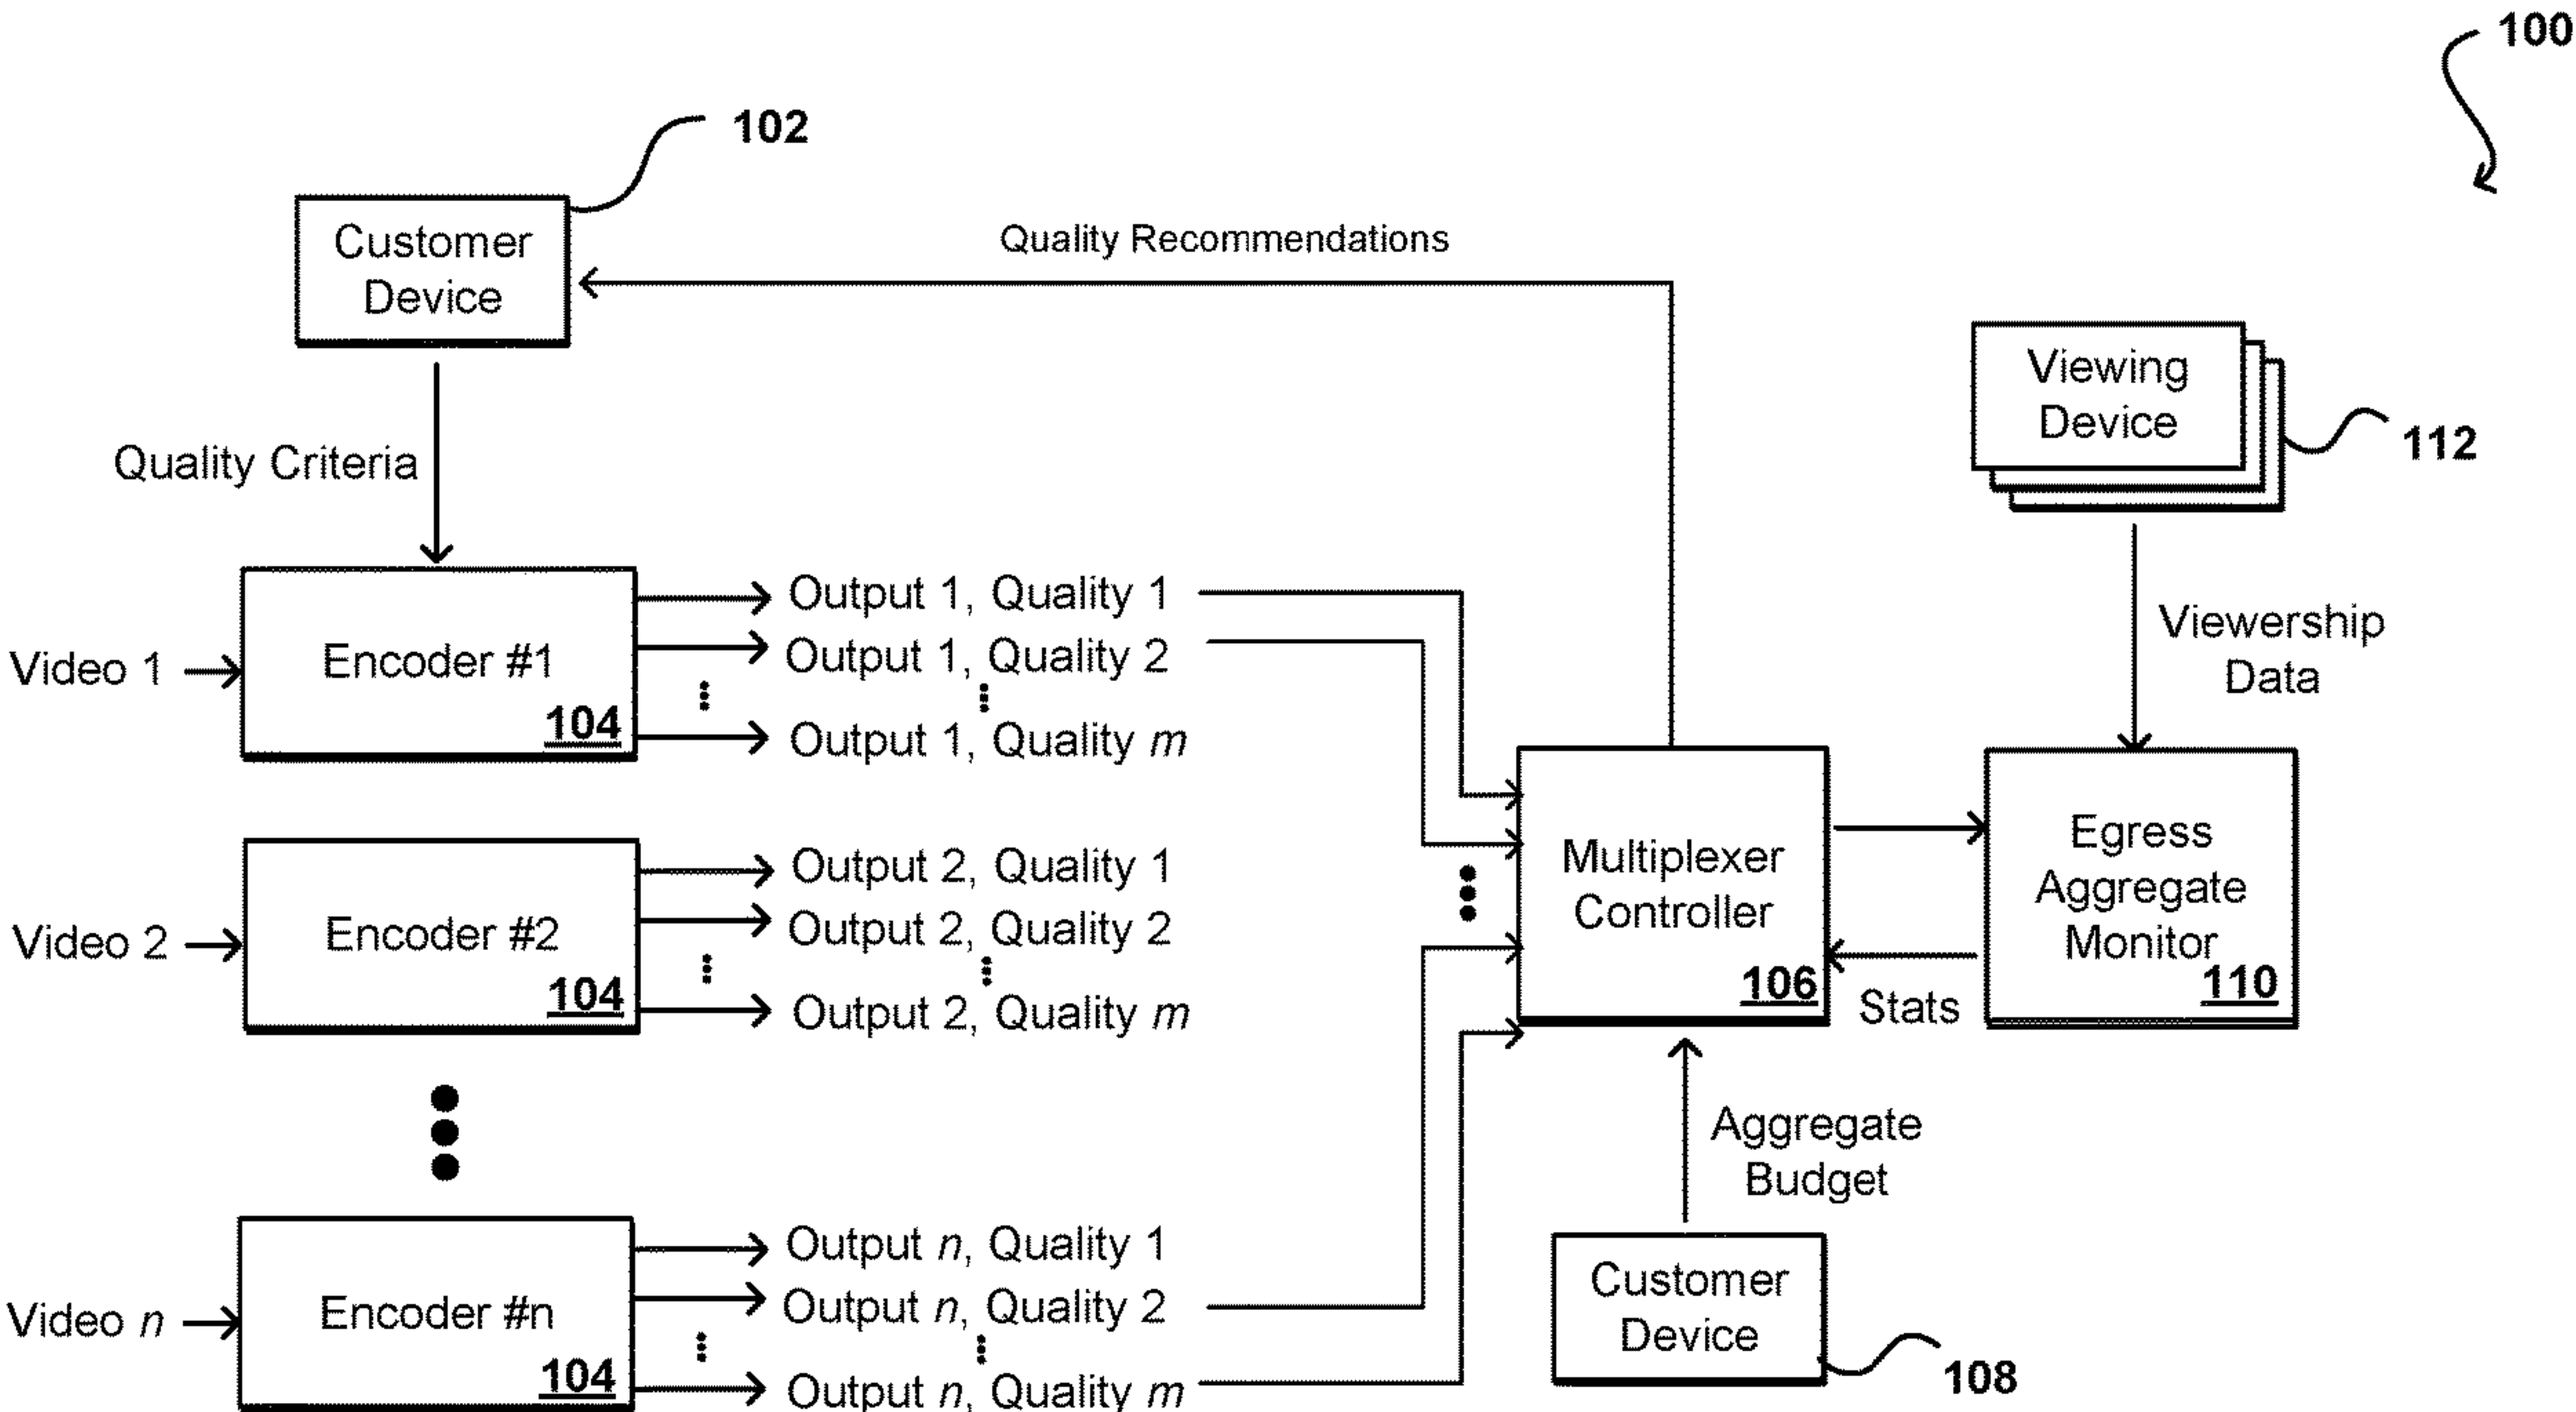 100
102
Customer
Device
Quality Recommendations
Viewing
Device
112
Quality Criteria
Viewership
Data
Video 1
Encoder #1
104
Output 1, Quality 1
Output 1, Quality 2
Output 1, Quality m
Video 2
Encoder #2
104
Output 2, Quality 1
Output 2, Quality 2
Output 2, Quality m
Multiplexer
Controller
106
Egress
Aggregate
Monitor
110
Stats
Aggregate
Budget
Customer
Device
108
Video n
Encoder #n
104
Output n, Quality 1
Output n, Quality 2
Output n, Quality m